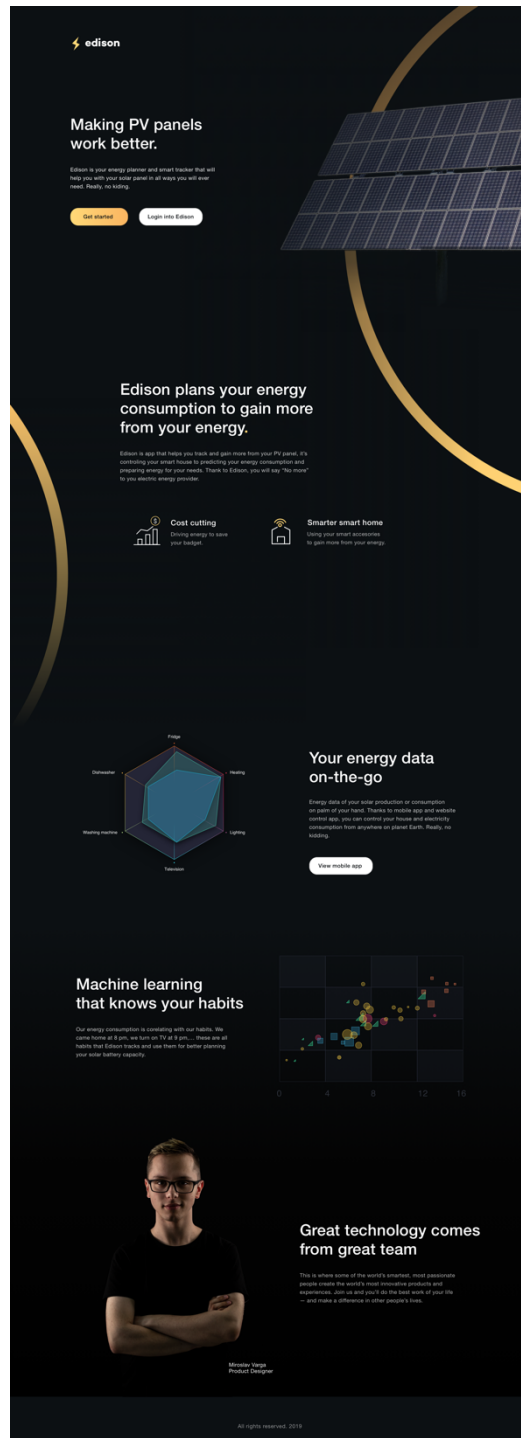 edison
Making PV panels
work better.
Edison is your energy planner and smart tracker that will
help you with your solar panel in all ways you will ever
need. Really, no kiding.
Get started
Login into Edison
Edison plans your energy
consumption to gain more
from your energy.
Edison is app that helps you track and gain more from your PV panel, it's
controling your smart house to predicting your energy consumption and
preparing energy for your needs. Thank to Edison, you will say "No more"
to you electric energy provider.
Cost cutting
Driving energy to save
your badget.
Smarter smart home
Using your smart accesories
to gain more from your energy.
Fridge
Dishwasher
Heating
Washing machine
Lighting
Television
Your energy data
on-the-go
Energy data of your solar production or consumption
on palm of your hand. Thanks to mobile app and website
control app, you can control your house and electricity
consumption from anywhere on planet Earth. Really, no
kidding.
View mobile app
Machine learning
that knows your habits
Our energy consumption is corelating with our habits. We
came home at 8 pm, we turn on TV at 9 pm,... these are all
habits that Edison tracks and use them for better planning
your solar battery capacity.
0 4 8 12 16
Great technology comes
from great team
This is where some of the world's smartest, most passionate
people create the world's most innovative products and
experiences. Join us and you'll do the best work of your life
— and make a difference in other people's lives.
Miroslav Varga
Product Designer
All rights reserved. 2019